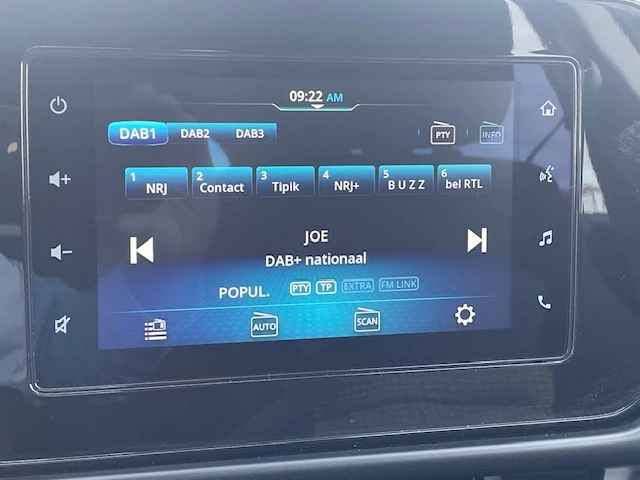 09:22 AM
DAB1 DAB2 DAB3 PTY INFO
1 NRJ 2 Contact 3 Tipik 4 NRJ+ 5 B U Z Z 6 bel RTL
JOE
DAB+ nationaal
POPUL. PTY TP EXTRA FM LINK
AUTO SCAN